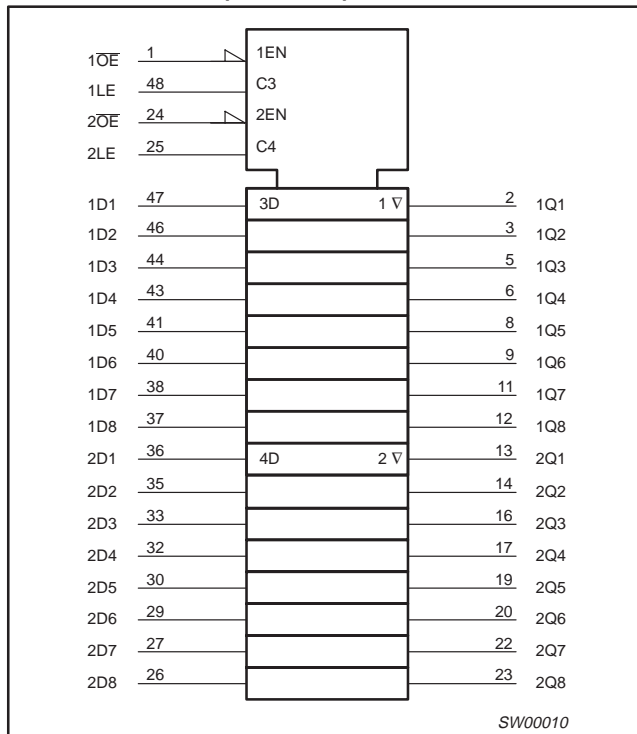 1O̅E̅ 1 1EN
1LE 48 C3
2O̅E̅ 24 2EN
2LE 25 C4
1D1 47 3D 1 ∇ 2 1Q1
1D2 46 3 1Q2
1D3 44 5 1Q3
1D4 43 6 1Q4
1D5 41 8 1Q5
1D6 40 9 1Q6
1D7 38 11 1Q7
1D8 37 12 1Q8
2D1 36 4D 2 ∇ 13 2Q1
2D2 35 14 2Q2
2D3 33 16 2Q3
2D4 32 17 2Q4
2D5 30 19 2Q5
2D6 29 20 2Q6
2D7 27 22 2Q7
2D8 26 23 2Q8
SW00010